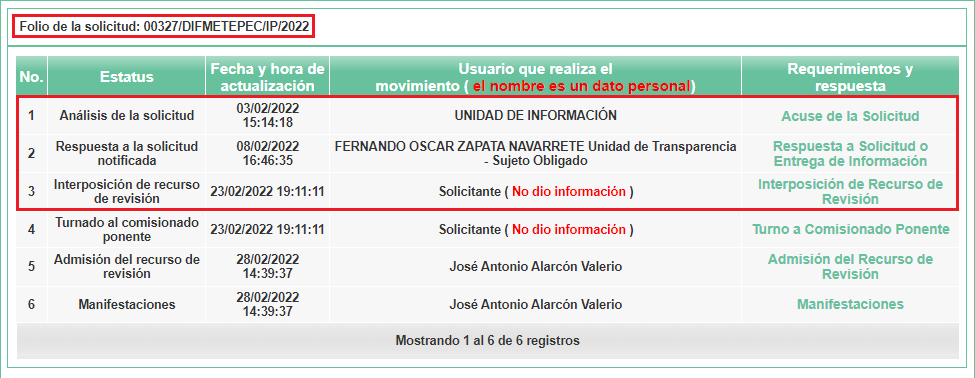 Folio de la solicitud: 00327/DIFMETEPEC/IP/2022
No. Estatus Fecha y hora de actualización Usuario que realiza el movimiento ( el nombre es un dato personal) Requerimientos y respuesta
1 Análisis de la solicitud 03/02/2022 15:14:18 UNIDAD DE INFORMACIÓN Acuse de la Solicitud
2 Respuesta a la solicitud notificada 08/02/2022 16:46:35 FERNANDO OSCAR ZAPATA NAVARRETE Unidad de Transparencia - Sujeto Obligado Respuesta a Solicitud o Entrega de Información
3 Interposición de recurso de revisión 23/02/2022 19:11:11 Solicitante ( No dio información ) Interposición de Recurso de Revisión
4 Turnado al comisionado ponente 23/02/2022 19:11:11 Solicitante ( No dio información ) Turno a Comisionado Ponente
5 Admisión del recurso de revisión 28/02/2022 14:39:37 José Antonio Alarcón Valerio Admisión del Recurso de Revisión
6 Manifestaciones 28/02/2022 14:39:37 José Antonio Alarcón Valerio Manifestaciones
Mostrando 1 al 6 de 6 registros